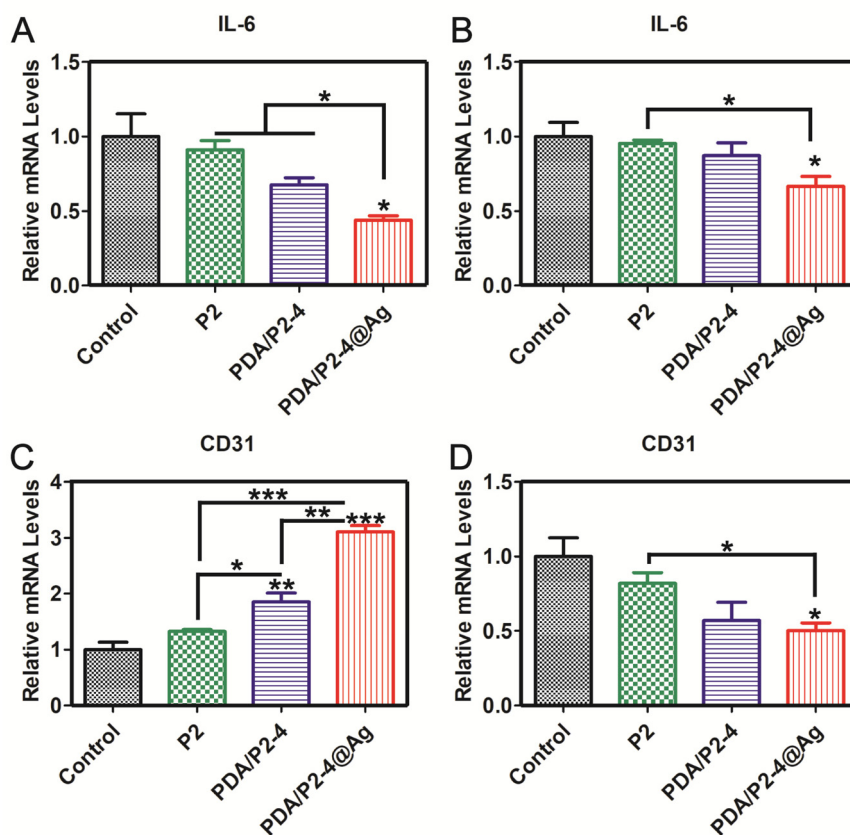 A
IL-6
Relative mRNA Levels
1.5
1.0
0.5
0.0
*
*
Control
P2
PDA/P2-4
PDA/P2-4@Ag
B
IL-6
Relative mRNA Levels
1.5
1.0
0.5
0.0
*
*
Control
P2
PDA/P2-4
PDA/P2-4@Ag
C
CD31
Relative mRNA Levels
4
3
2
1
0
***
** ***
*
**
Control
P2
PDA/P2-4
PDA/P2-4@Ag
D
CD31
Relative mRNA Levels
1.5
1.0
0.5
0.0
*
*
Control
P2
PDA/P2-4
PDA/P2-4@Ag